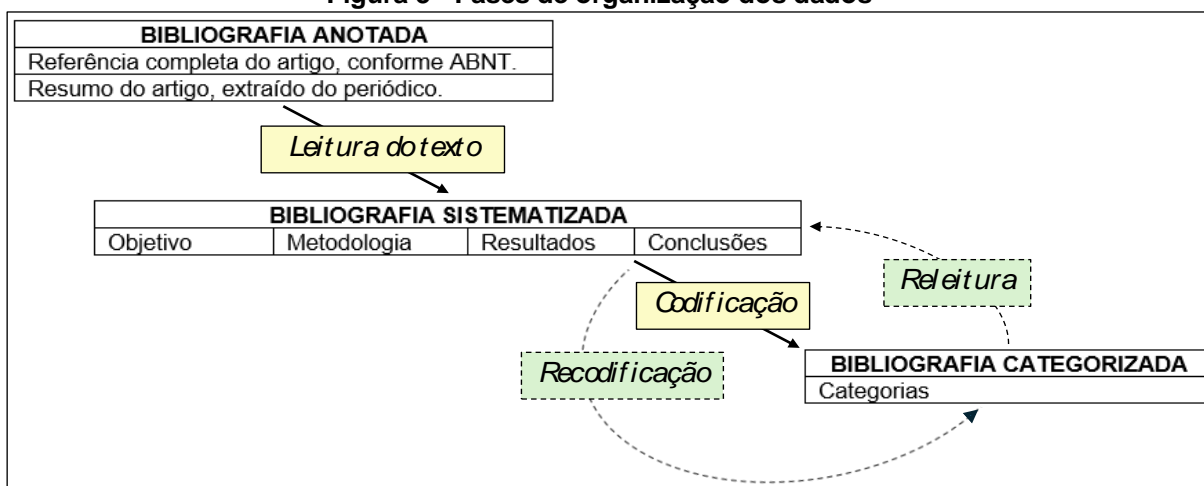 BIBLIOGRAFIA ANOTADA
Referência completa do artigo, conforme ABNT.
Resumo do artigo, extraído do periódico.
Leitura do texto
BIBLIOGRAFIA SISTEMATIZADA
Objetivo Metodologia Resultados Conclusões
Releitura
Codificação
BIBLIOGRAFIA CATEGORIZADA
Categorias
Recodificação